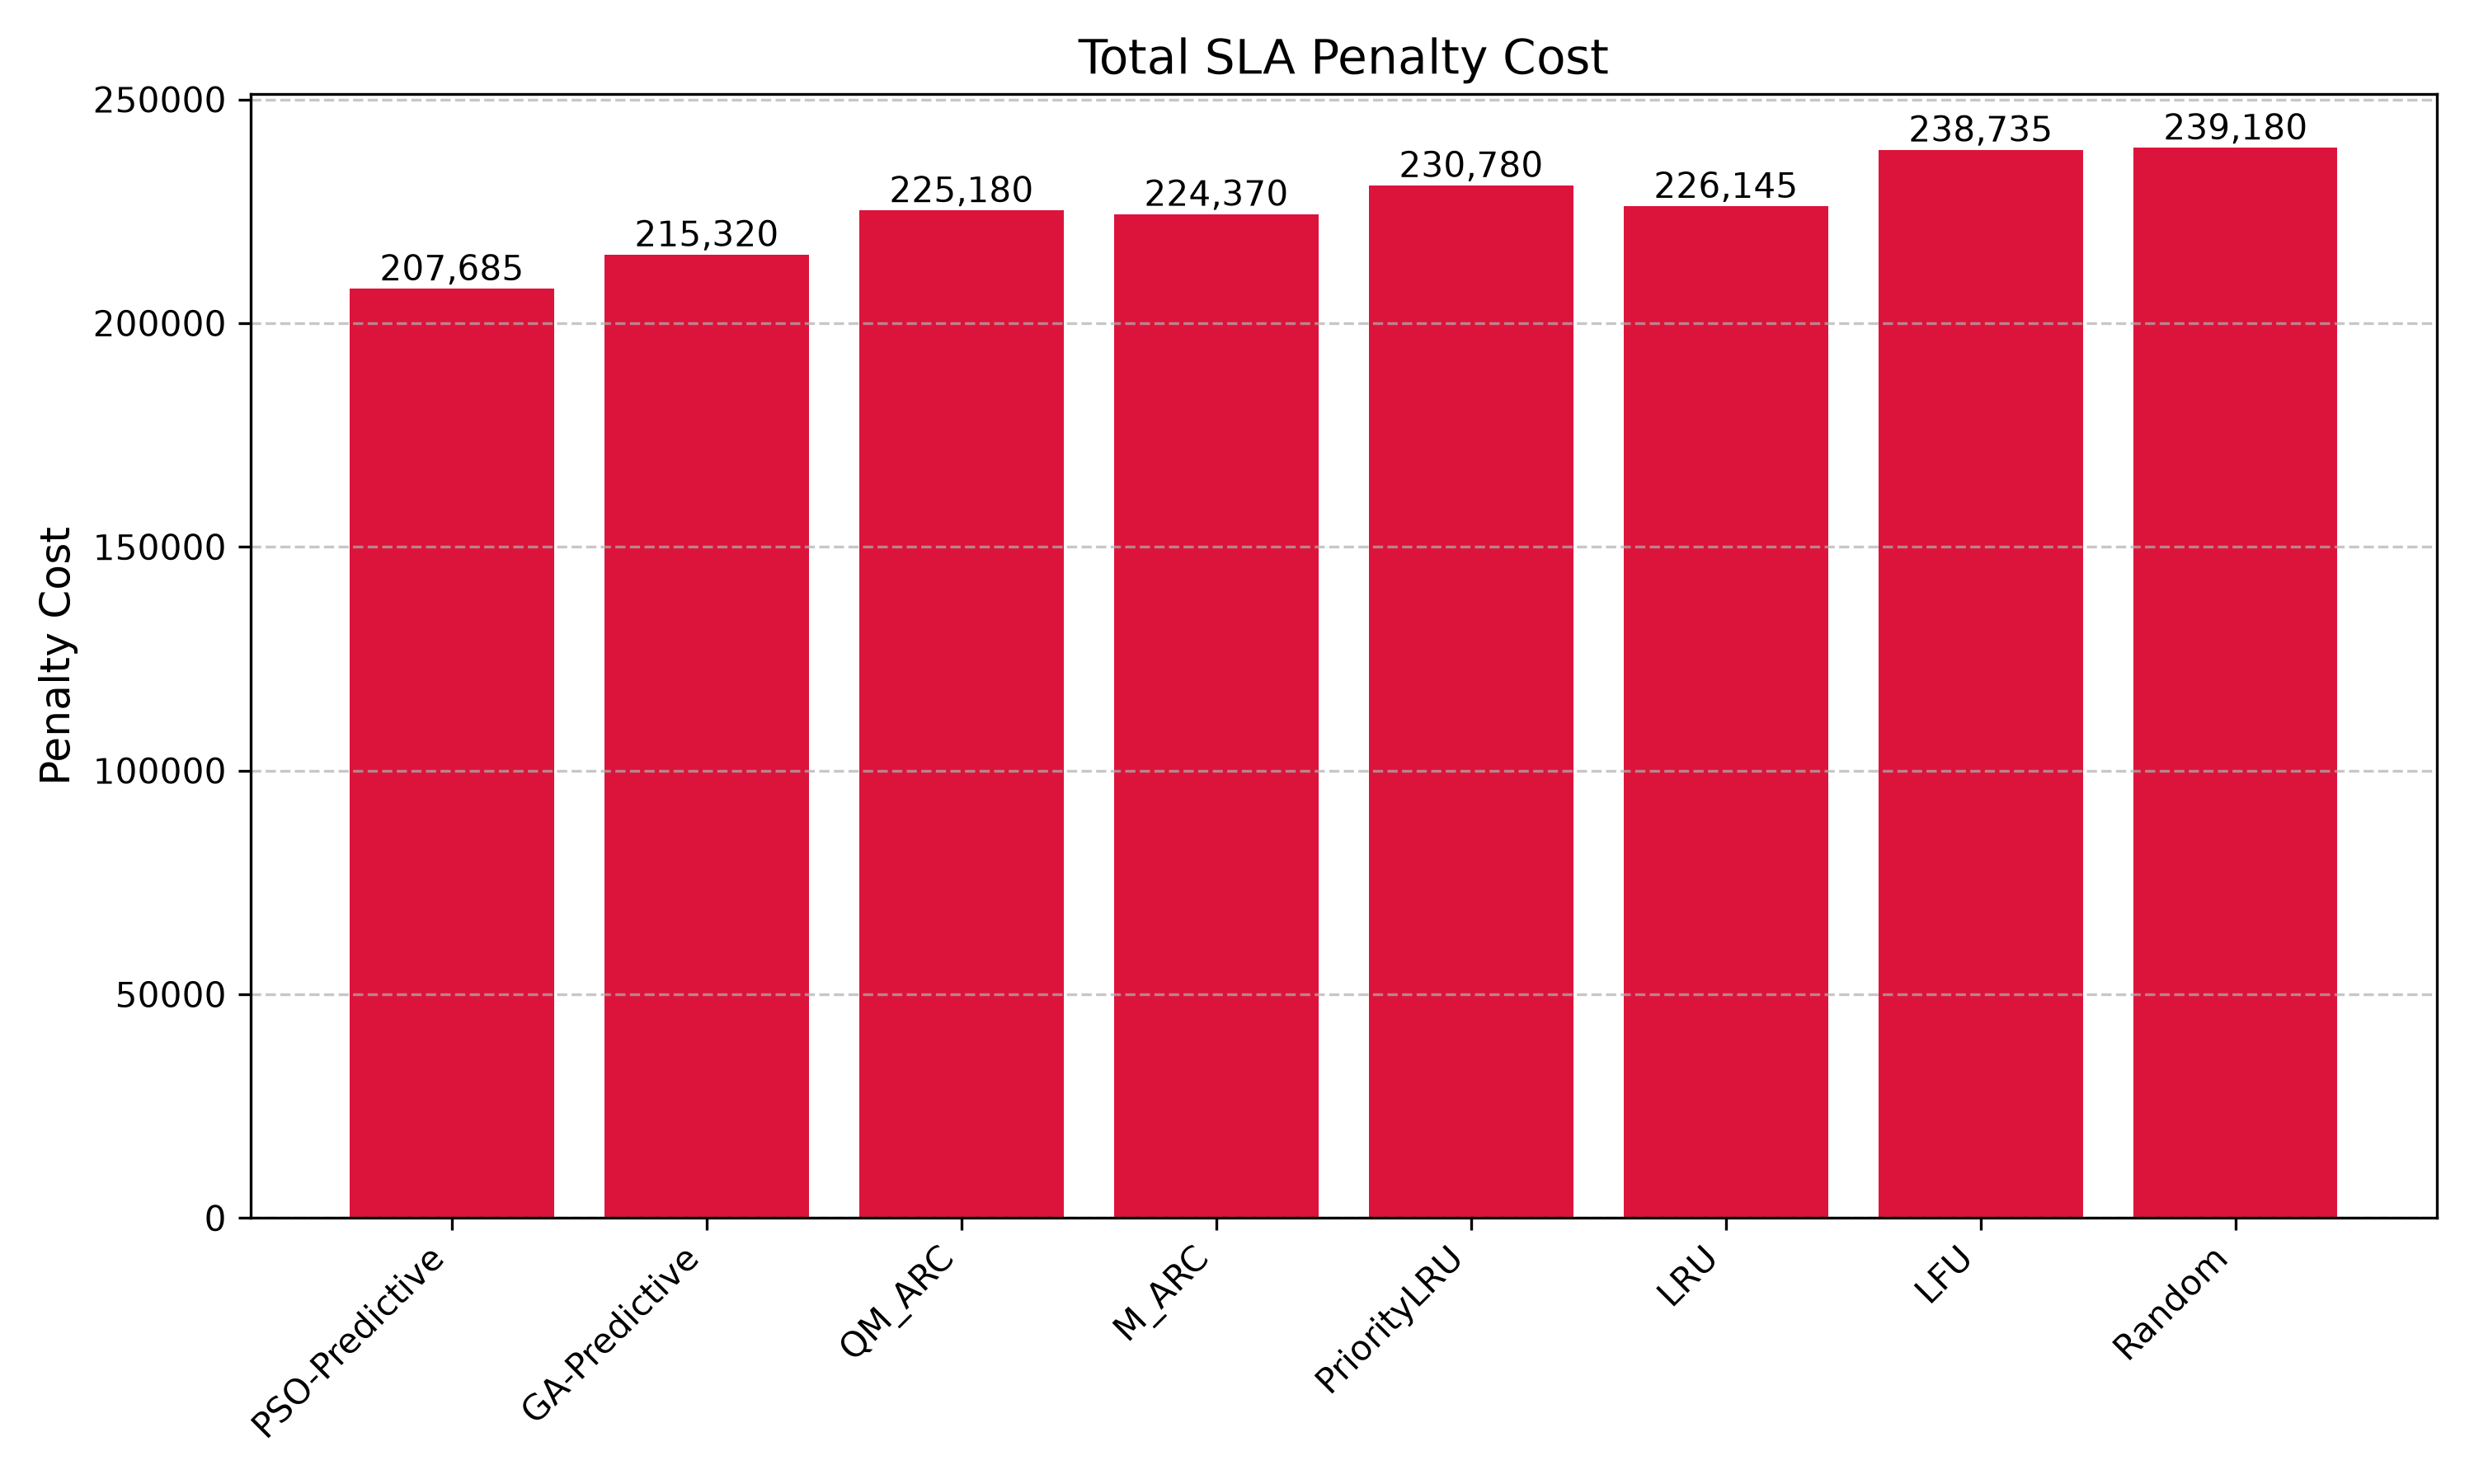 Total SLA Penalty Cost
Penalty Cost
250000
200000
150000
100000
50000
0
207,685
215,320
225,180
224,370
230,780
226,145
238,735
239,180
PSO-Predictive
GA-Predictive
QM_ARC
M_ARC
PriorityLRU
LRU
LFU
Random